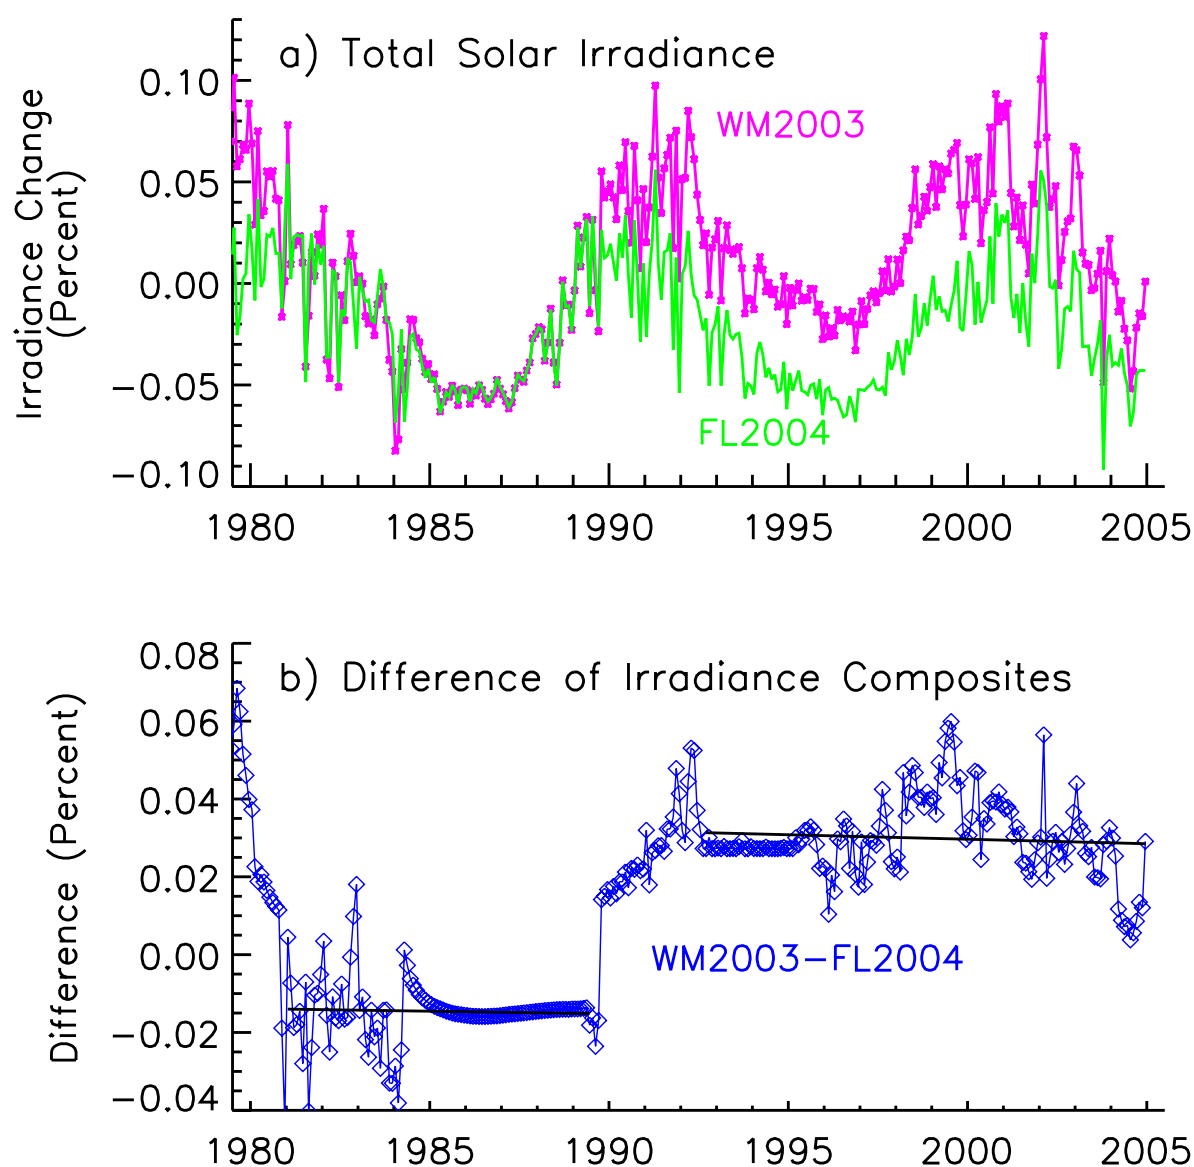 a) Total Solar Irradiance
WM2003
FL2004
Irradiance Change
(Percent)
0.10
0.05
0.00
−0.05
−0.10
1980 1985 1990 1995 2000 2005
b) Difference of Irradiance Composites
WM2003−FL2004
Difference (Percent)
0.08
0.06
0.04
0.02
0.00
−0.02
−0.04
1980 1985 1990 1995 2000 2005